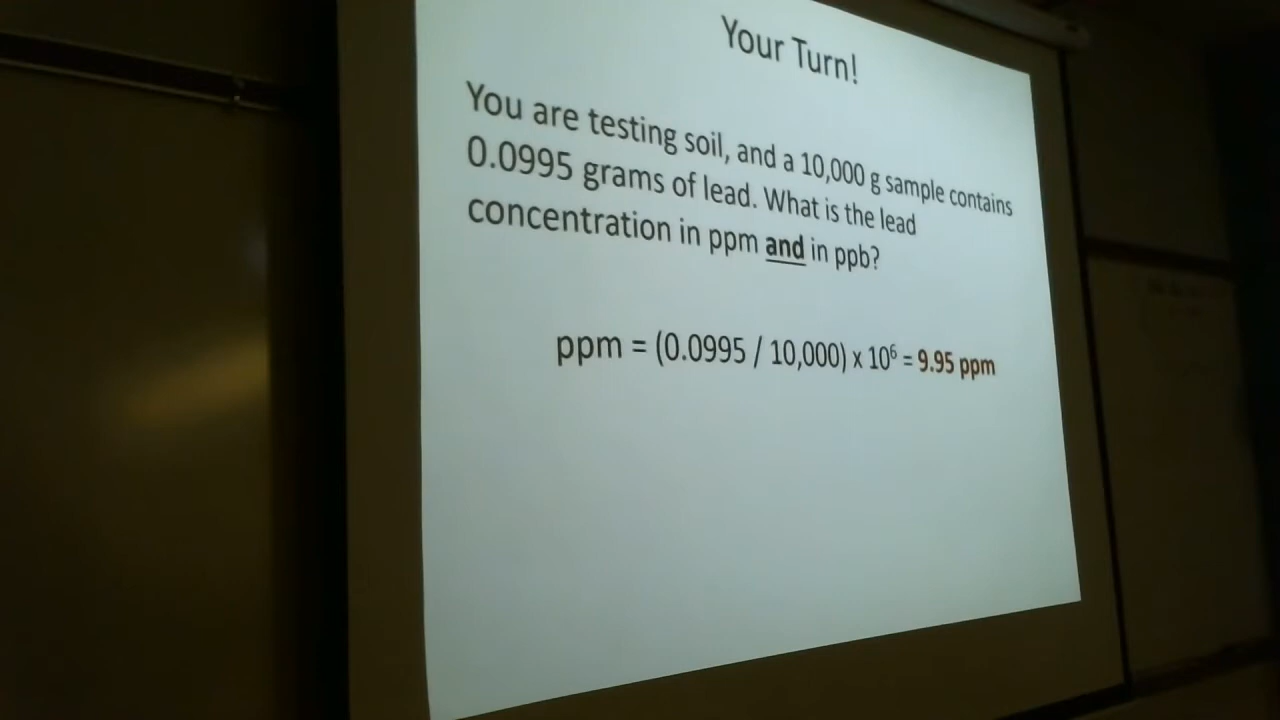 Your Turn!
You are testing soil, and a 10,000 g sample contains
0.0995 grams of lead. What is the lead
concentration in ppm and in ppb?
ppm = (0.0995 / 10,000) x 10⁶ = 9.95 ppm